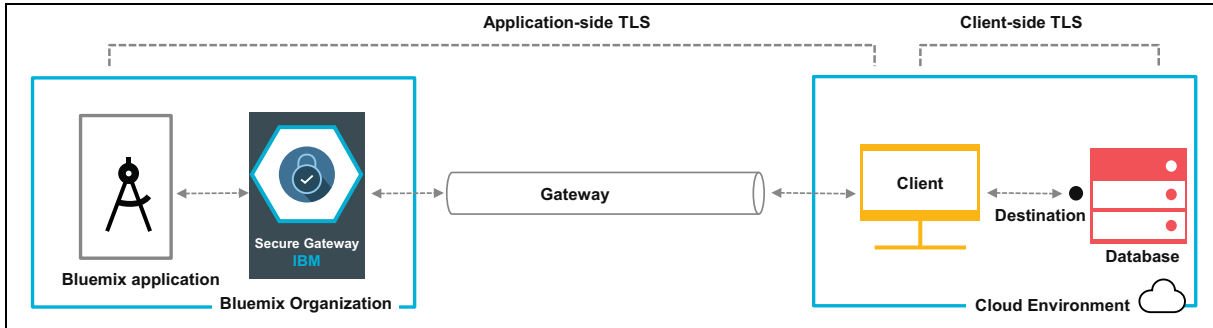 Application-side TLS
Client-side TLS
Bluemix application
Secure Gateway
IBM
Bluemix Organization
Gateway
Client
Destination
Database
Cloud Environment